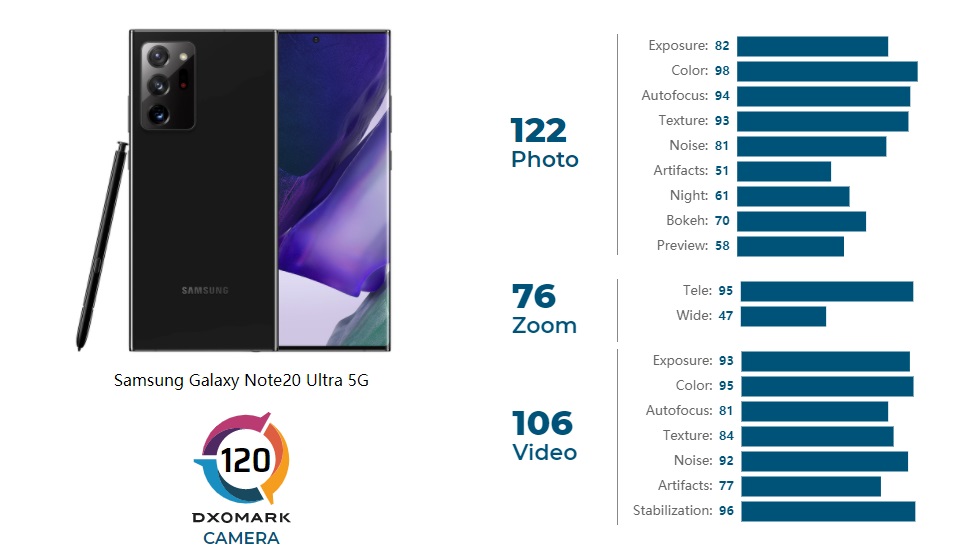 SAMSUNG
Samsung Galaxy Note20 Ultra 5G
120
DXOMARK
CAMERA
122
Photo
Exposure: 82
Color: 98
Autofocus: 94
Texture: 93
Noise: 81
Artifacts: 51
Night: 61
Bokeh: 70
Preview: 58
76
Zoom
Tele: 95
Wide: 47
106
Video
Exposure: 93
Color: 95
Autofocus: 81
Texture: 84
Noise: 92
Artifacts: 77
Stabilization: 96